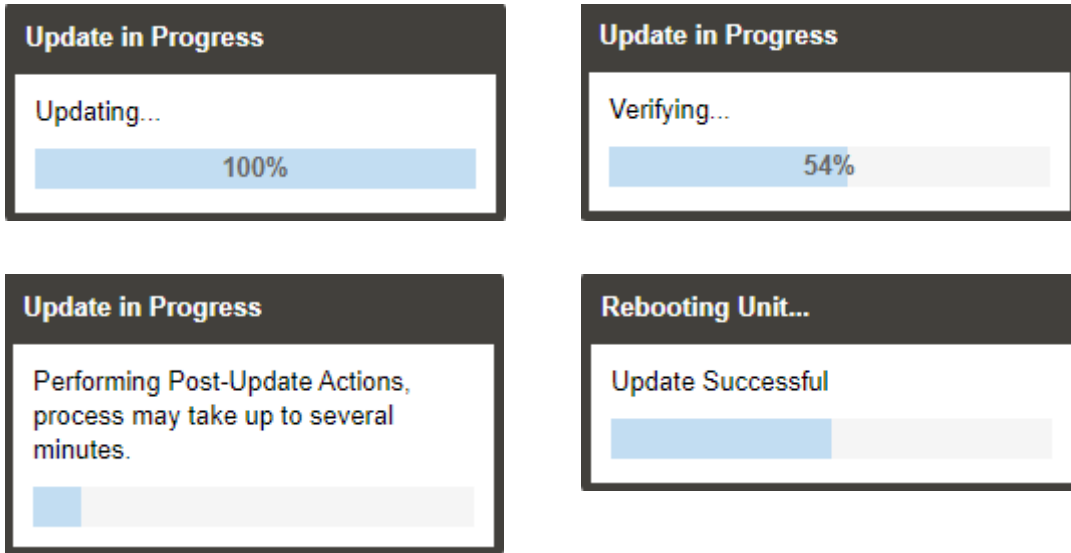 Update in Progress
Updating...
100%
Update in Progress
Verifying...
54%
Update in Progress
Performing Post-Update Actions,
process may take up to several
minutes.
Rebooting Unit...
Update Successful